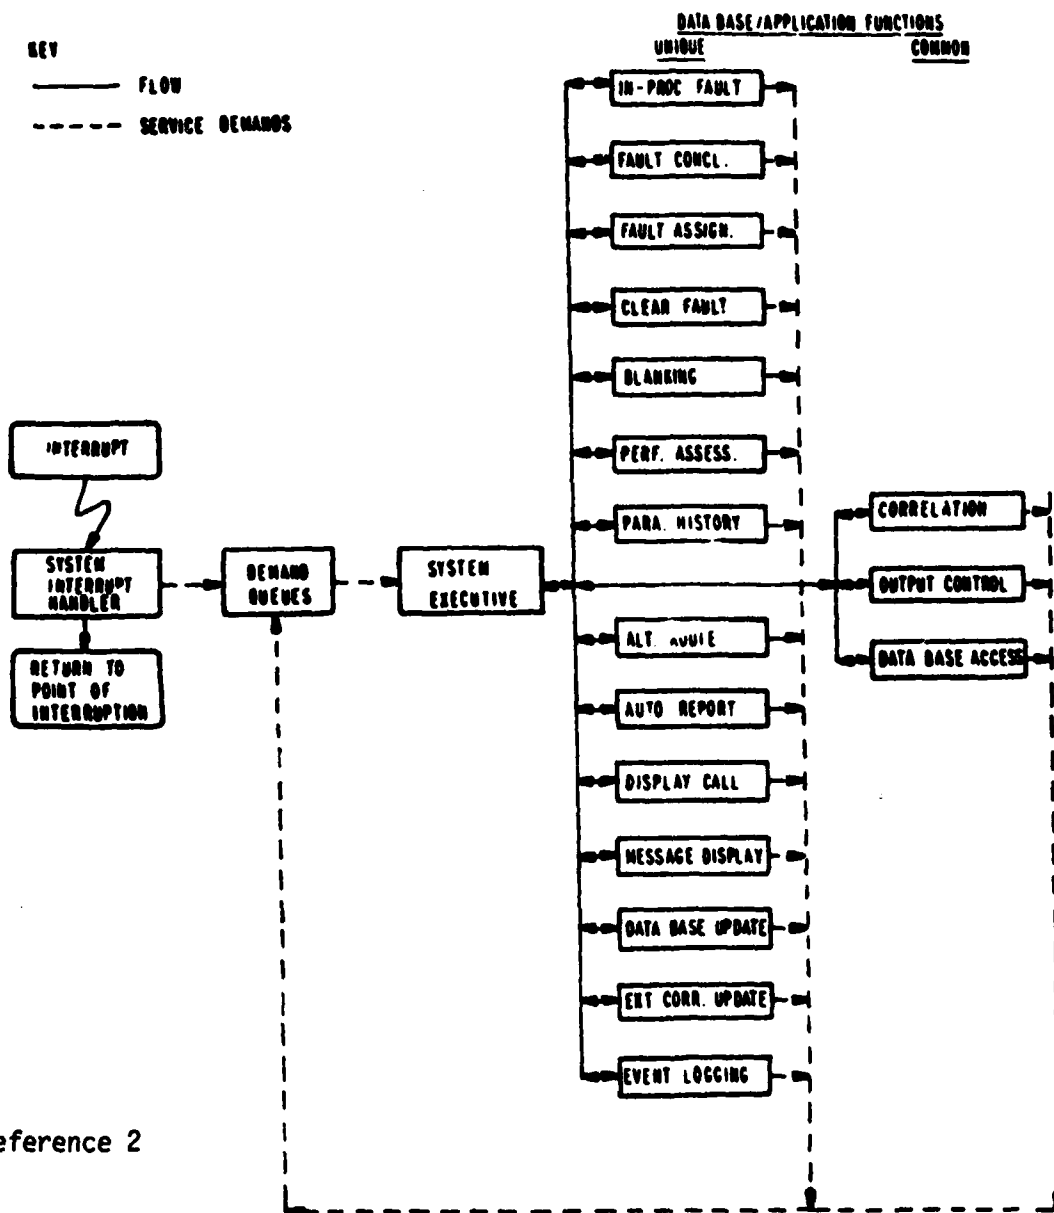 DATA BASE/APPLICATION FUNCTIONS
UNIQUE
COMMON
KEY
FLOW
SERVICE DEMANDS
IN-PROC FAULT
FAULT CONCL.
FAULT ASSIGN.
CLEAR FAULT
BLANKING
PERF. ASSESS.
PARA. HISTORY
ALT. ROUTE
AUTO REPORT
DISPLAY CALL
MESSAGE DISPLAY
DATA BASE UPDATE
EXT CORR. UPDATE
EVENT LOGGING
INTERRUPT
SYSTEM
INTERRUPT
HANDLER
RETURN TO
POINT OF
INTERRUPTION
DEMAND
QUEUES
SYSTEM
EXECUTIVE
CORRELATION
OUTPUT CONTROL
DATA BASE ACCESS
eference 2